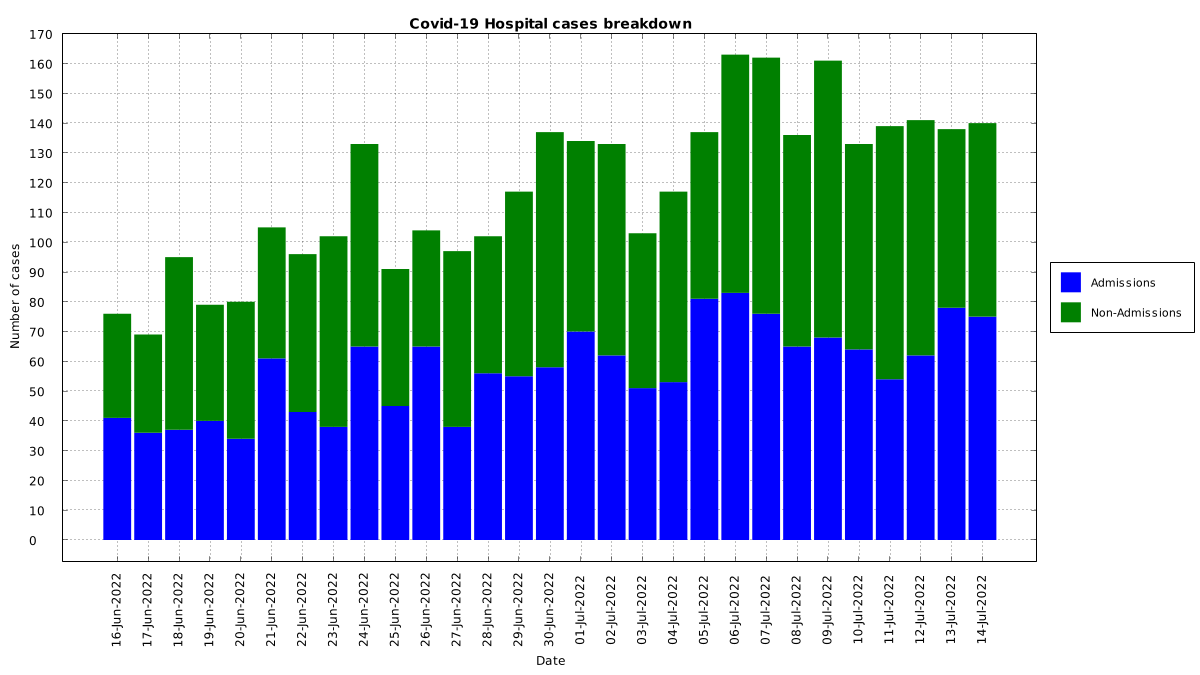 Covid-19 Hospital cases breakdown
170
160
150
140
130
120
110
100
90
80
70
60
50
40
30
20
10
0
Number of cases
16-Jun-2022
17-Jun-2022
18-Jun-2022
19-Jun-2022
20-Jun-2022
21-Jun-2022
22-Jun-2022
23-Jun-2022
24-Jun-2022
25-Jun-2022
26-Jun-2022
27-Jun-2022
28-Jun-2022
29-Jun-2022
30-Jun-2022
01-Jul-2022
02-Jul-2022
03-Jul-2022
04-Jul-2022
05-Jul-2022
06-Jul-2022
07-Jul-2022
08-Jul-2022
09-Jul-2022
10-Jul-2022
11-Jul-2022
12-Jul-2022
13-Jul-2022
14-Jul-2022
Date
Admissions
Non-Admissions